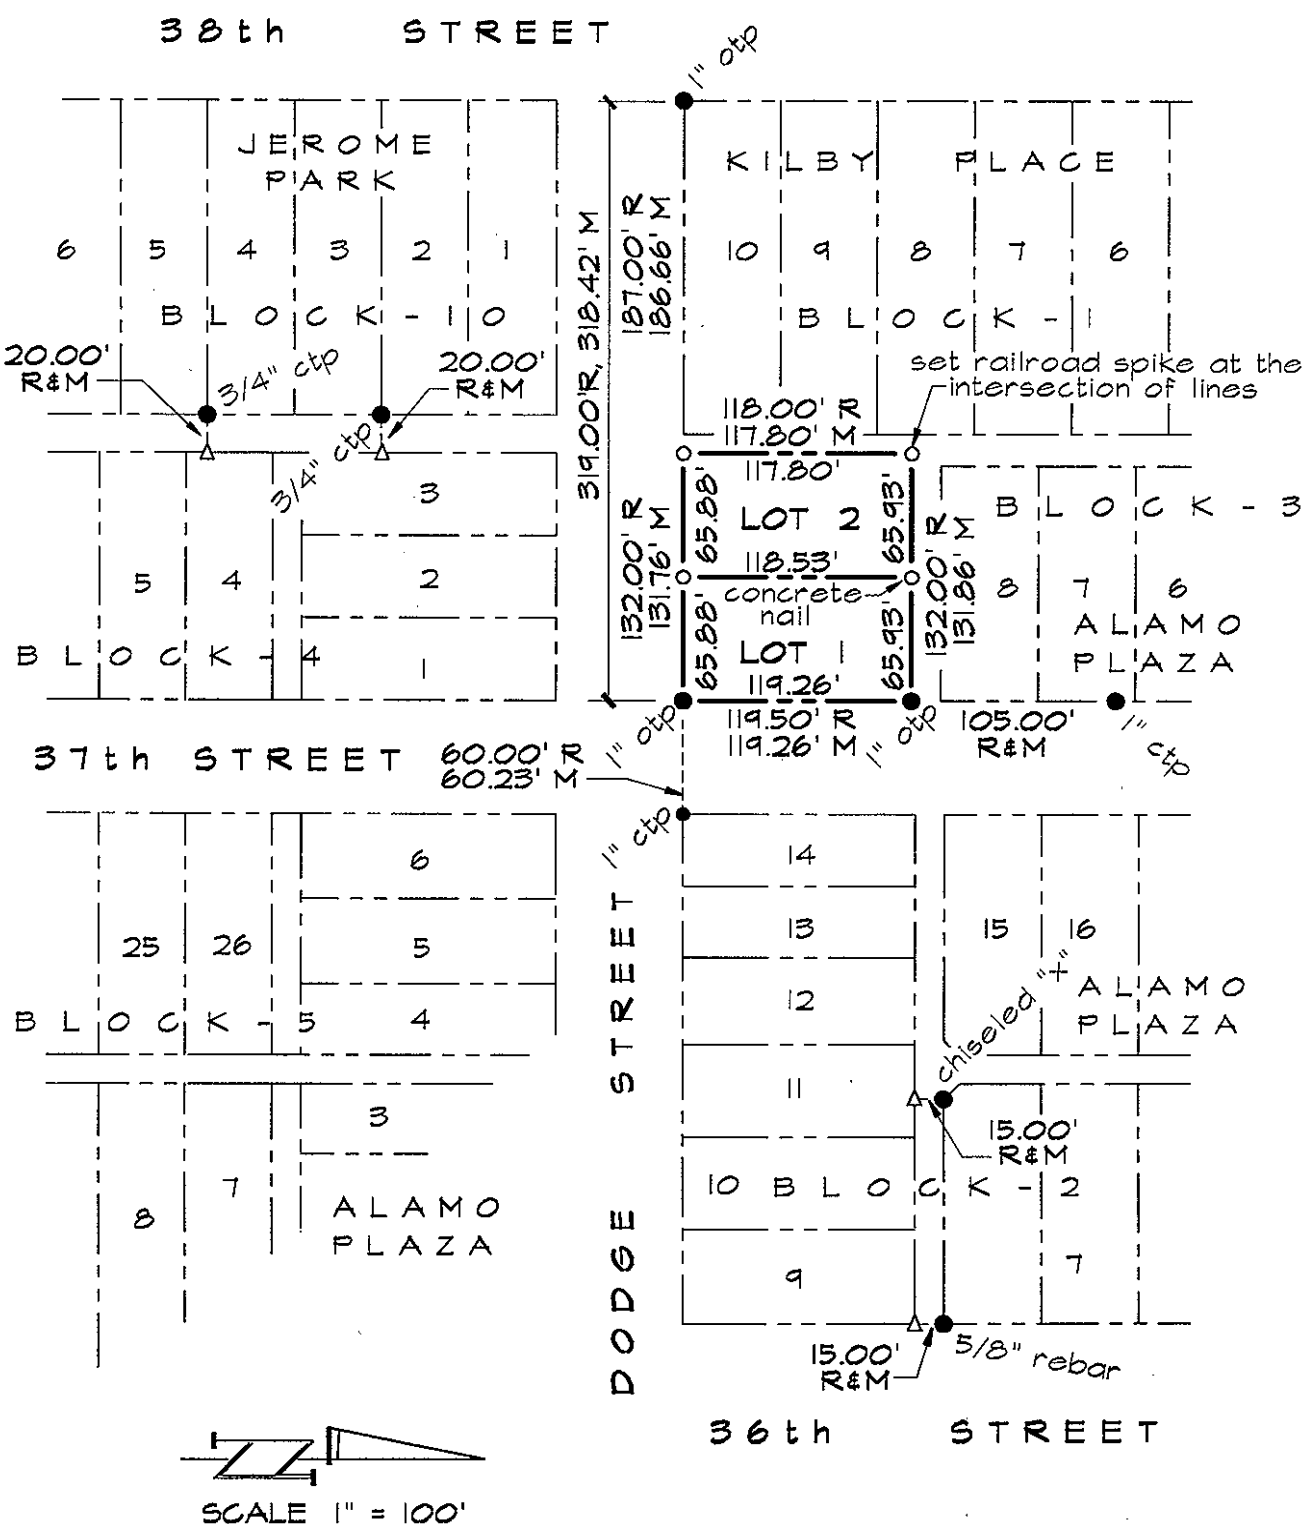 38th STREET
1" otp
JEROME
PARK
KILBY PLACE
6 5 4 3 2 1
10 9 8 7 6
BLOCK-10
BLOCK-1
319.00'R, 318.42' M
187.00' R
186.66' M
20.00'
R&M
3/4" ctp
20.00'
R&M
3/4" ctp
set railroad spike at the
intersection of lines
118.00' R
117.80' M
117.80'
LOT 2
65.88'
65.93'
118.53'
concrete
nail
LOT 1
65.88'
65.93'
119.26'
119.50' R
119.26' M
132.00' R
131.76' M
132.00' R
131.86' M
BLOCK-3
8 7 6
ALAMO
PLAZA
105.00'
R&M
1" ctp
1" otp
1" otp
3
2
1
5 4
BLOCK-4
37th STREET
60.00' R
60.23' M
1" ctp
6
5
4
25 26
BLOCK-5
3
8 7
ALAMO
PLAZA
DODGE STREET
14
13
12
11
10 BLOCK-2
9
15 16
ALAMO
PLAZA
chiseled "x"
15.00'
R&M
7
15.00'
R&M
5/8" rebar
36th STREET
SCALE 1" = 100'